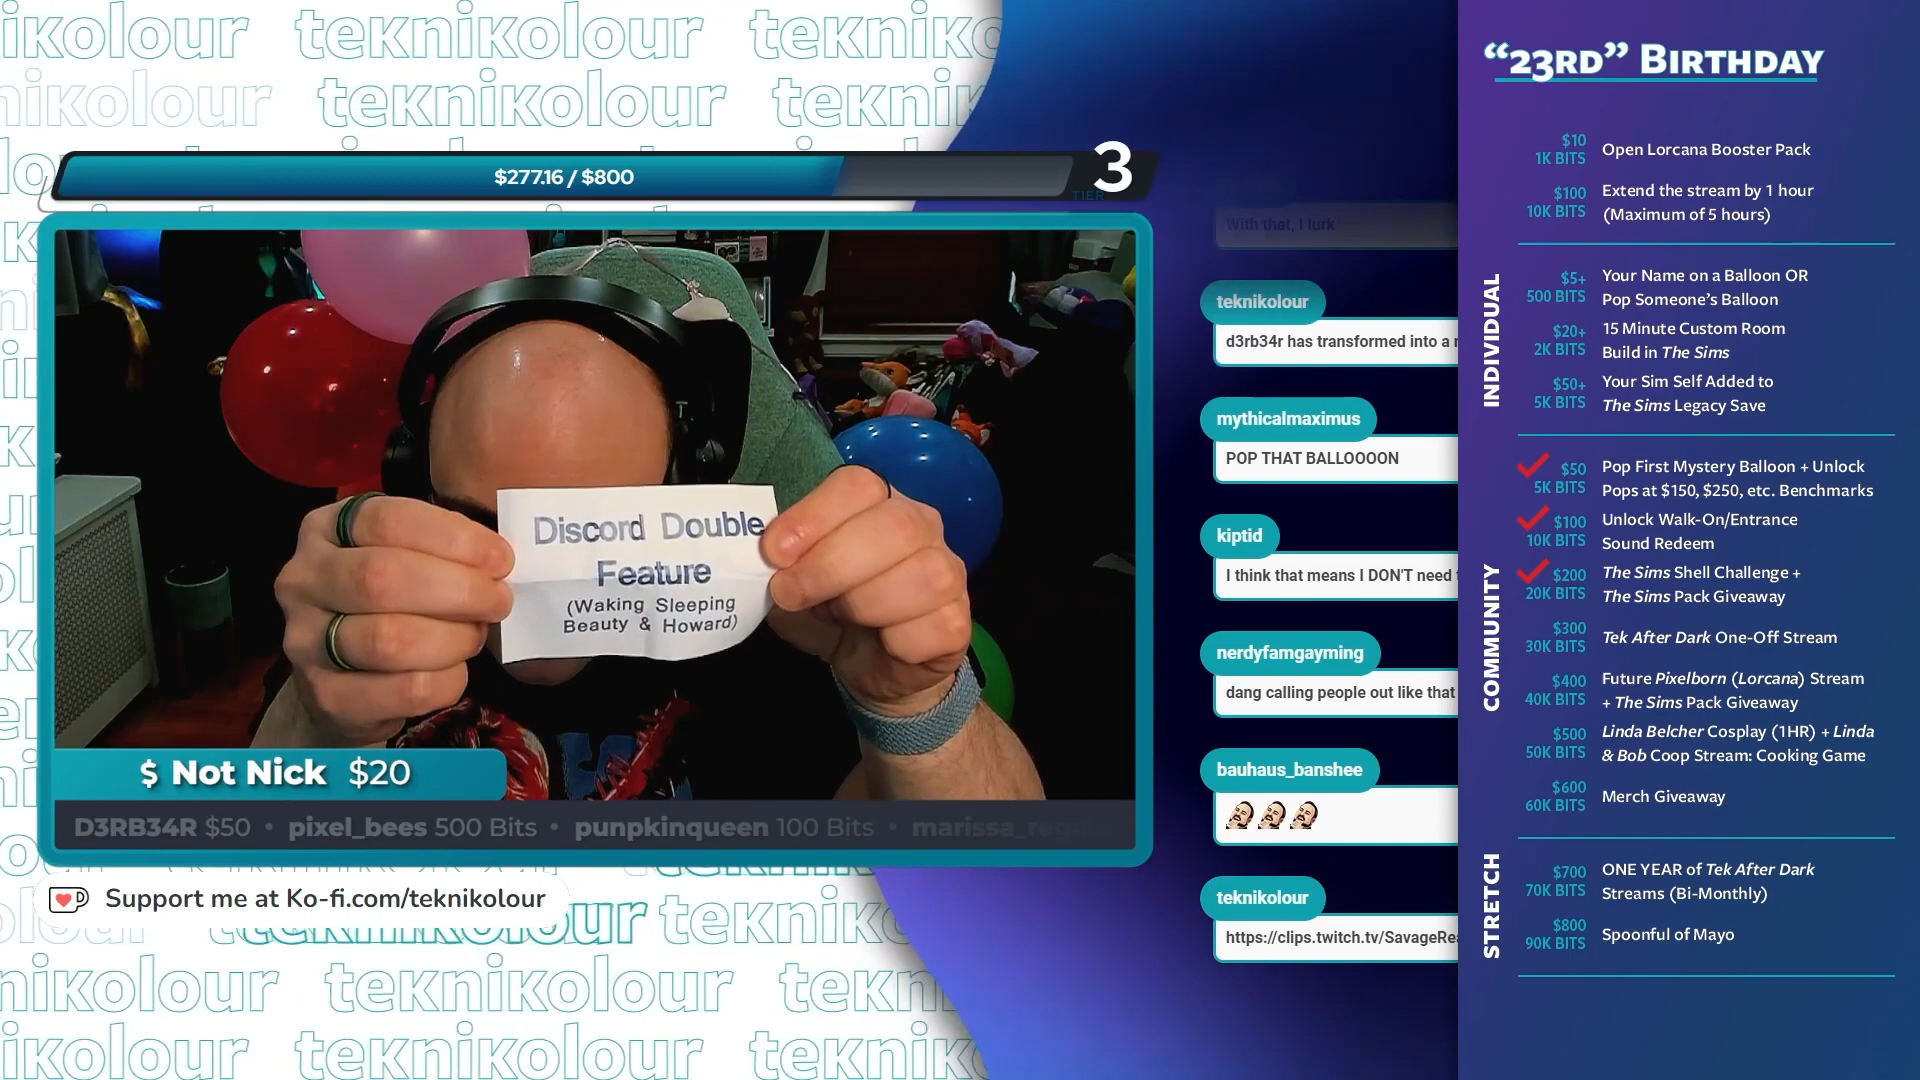 teknikolour teknikolour
teknikolour teknikolour
$277.16 / $800
TIER
3
Discord Double
Feature
(Waking Sleeping
Beauty & Howard)
$ Not Nick $20
D3RB34R $50 • pixel_bees 500 Bits • punpkinqueen 100 Bits •
Support me at Ko-fi.com/teknikolour
teknikolour teknikolour
teknikolour teknikolour
With that, I lurk
teknikolour
d3rb34r has transformed into a
mythicalmaximus
POP THAT BALLOOOON
kiptid
I think that means I DON'T need
nerdyfamgayming
dang calling people out like that
bauhaus_banshee
teknikolour
https://clips.twitch.tv/SavageRe
“23RD” BIRTHDAY
$10
1K BITS
Open Lorcana Booster Pack
$100
10K BITS
Extend the stream by 1 hour
(Maximum of 5 hours)
INDIVIDUAL
$5+
500 BITS
Your Name on a Balloon OR
Pop Someone’s Balloon
$20+
2K BITS
15 Minute Custom Room
Build in The Sims
$50+
5K BITS
Your Sim Self Added to
The Sims Legacy Save
COMMUNITY
$50
5K BITS
Pop First Mystery Balloon + Unlock
Pops at $150, $250, etc. Benchmarks
$100
10K BITS
Unlock Walk-On/Entrance
Sound Redeem
$200
20K BITS
The Sims Shell Challenge +
The Sims Pack Giveaway
$300
30K BITS
Tek After Dark One-Off Stream
$400
40K BITS
Future Pixelborn (Lorcana) Stream
+ The Sims Pack Giveaway
$500
50K BITS
Linda Belcher Cosplay (1HR) + Linda
& Bob Coop Stream: Cooking Game
$600
60K BITS
Merch Giveaway
STRETCH
$700
70K BITS
ONE YEAR of Tek After Dark
Streams (Bi-Monthly)
$800
90K BITS
Spoonful of Mayo